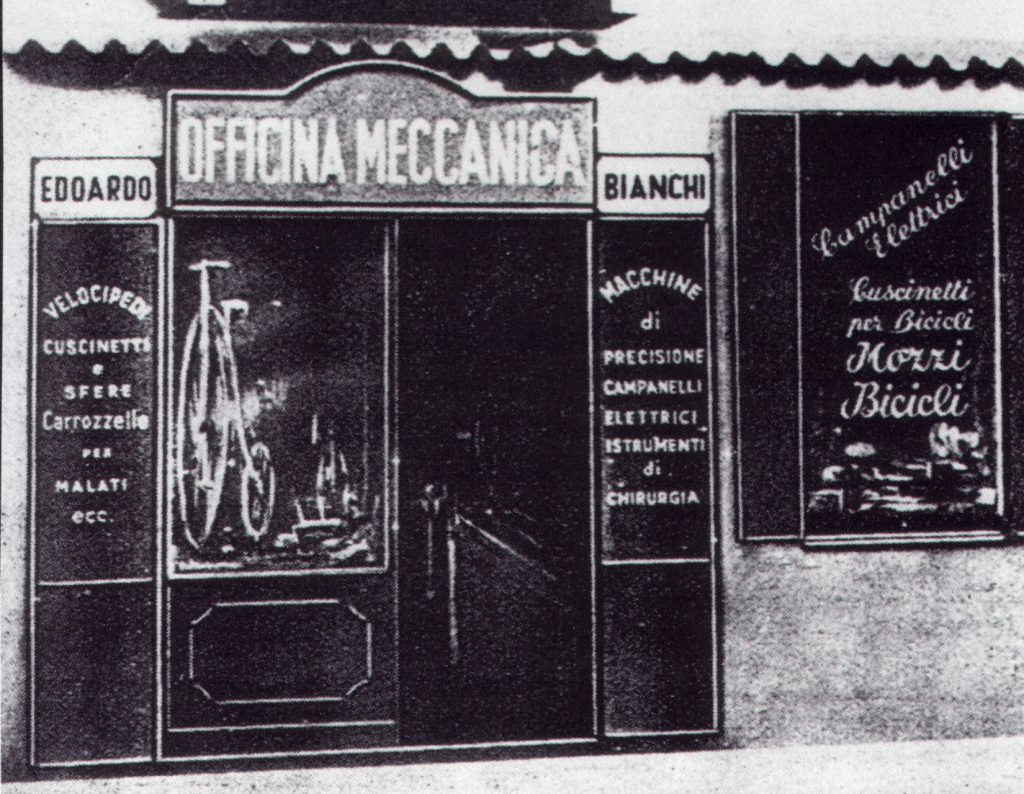 OFFICINA MECCANICA
EDOARDO
BIANCHI
VELOCIPEDI
CUSCINETTI
e
SFERE
Carrozzelle
PER
MALATI
ecc.
MACCHINE
di
PRECISIONE
CAMPANELLI
ELETTRICI
ISTRUMENTI
di
CHIRURGIA
Campanelli
Elettrici
Cuscinetti
per Bicicli
Mozzi
Bicicli